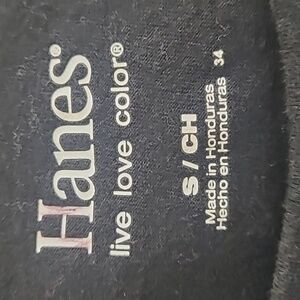 Hanes®
live love color®
S / CH
Made in Honduras
Hecho en Honduras
34